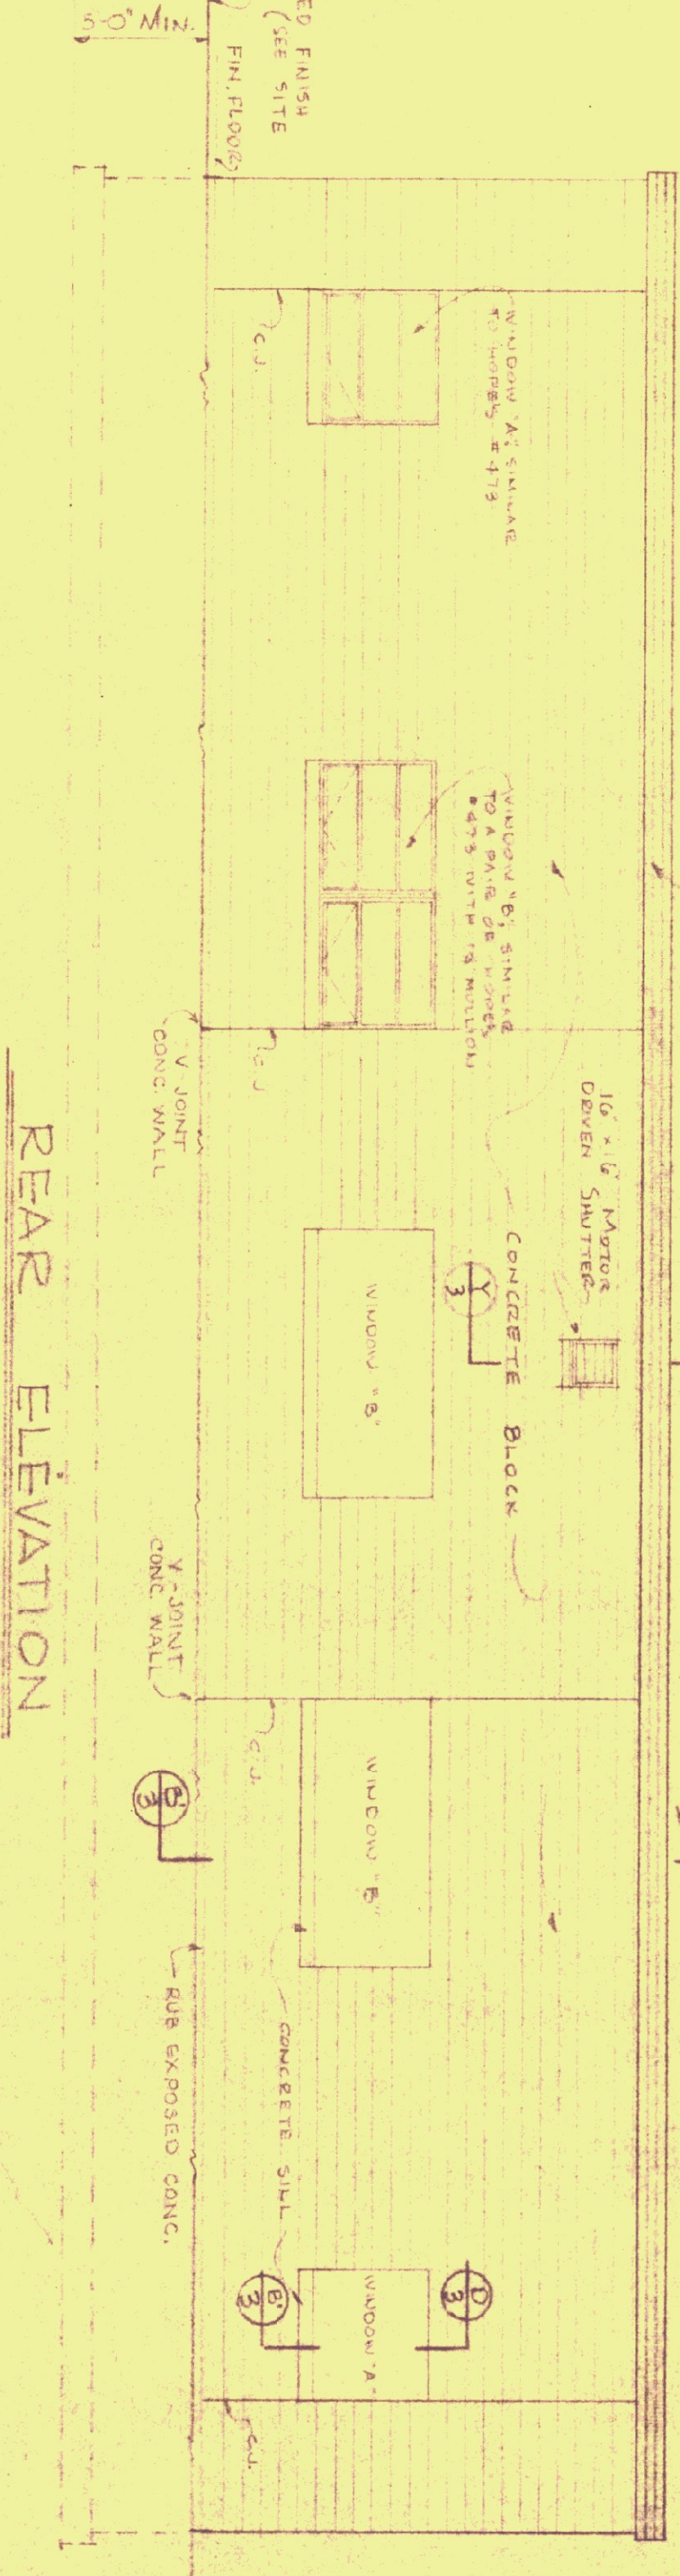 5'-0" MIN.
ED FINISH
(SEE SITE
FIN. FLOOR
C.J.
WINDOW "A", SIMILAR
TO HOPE'S #473
WINDOW "B", SIMILAR
TO A PAIR OF HOPES
#473 WITH MULLION
C.J.
V-JOINT
CONC. WALL
16" x 16" MOTOR
DRIVEN SHUTTER
CONCRETE BLOCK
Y
3
WINDOW "B"
V-JOINT
CONC. WALL
C.J.
WINDOW "B"
B'
3
CONCRETE SILL
RUB EXPOSED CONC.
D
3
WINDOW "A"
B'
3
C.J.
REAR ELEVATION